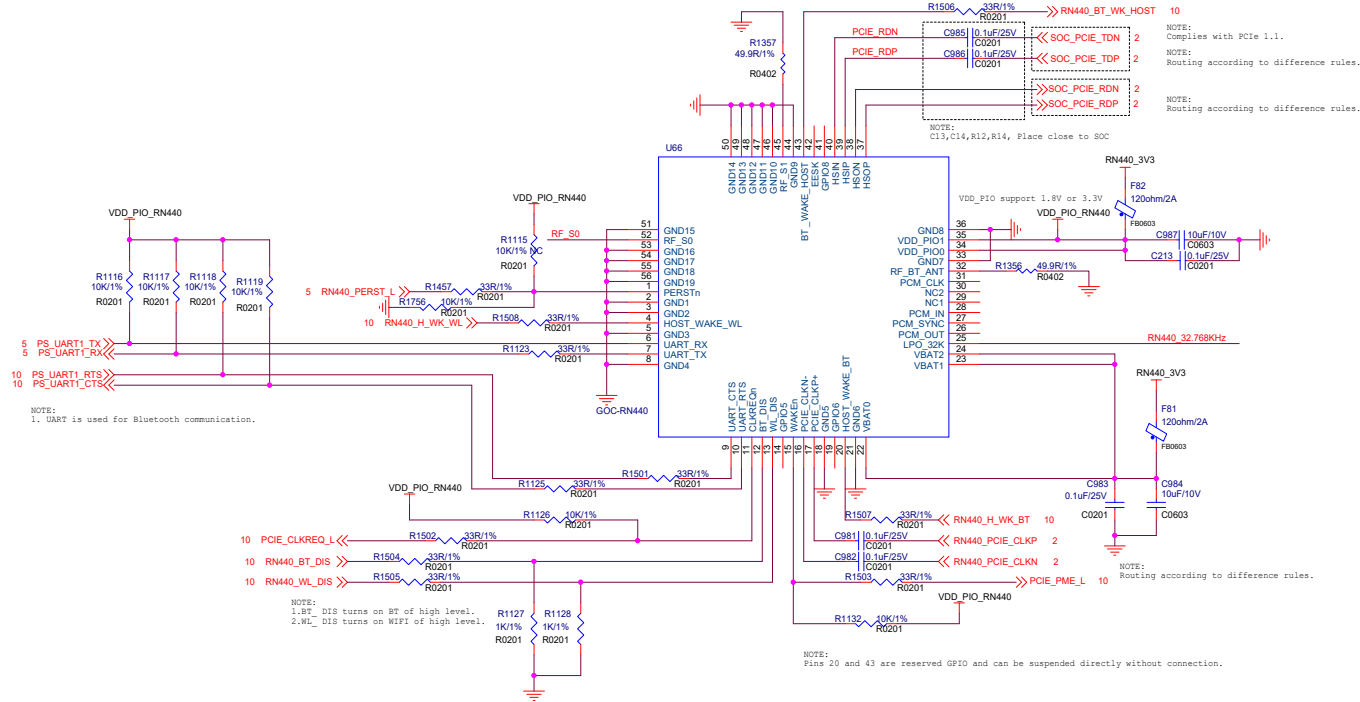 R1506 33R/1% R0201 RN440_BT_WK_HOST 10
R1357
49.9R/1%
R0402
PCIE_RDN C985 0.1uF/25V C0201 SOC_PCIE_TDN 2
PCIE_RDP C986 0.1uF/25V C0201 SOC_PCIE_TDP 2
SOC_PCIE_RDN 2
SOC_PCIE_RDP 2
NOTE:
Complies with PCIe 1.1.
NOTE:
Routing according to difference rules.
NOTE:
Routing according to difference rules.
NOTE:
C13,C14,R12,R14, Place close to SOC
U66
50 GND14
49 GND13
48 GND12
47 GND11
46 GND10
45 RF_S1
44 GND9
43 BT_WAKE_HOST
42 EESK
41 GPIO8
40 HSIN
39 HSIP
38 HSON
37 HSOP
51 GND15
52 RF_S0
53 GND16
54 GND17
55 GND18
56 GND19
1 PERSTn
2 GND1
3 GND2
4 HOST_WAKE_WL
5 GND3
6 UART_RX
7 UART_TX
8 GND4
GND8 36
VDD_PIO1 35
VDD_PIO0 34
GND7 33
RF_BT_ANT 32
PCM_CLK 31
NC2 30
NC1 29
PCM_IN 28
PCM_SYNC 27
PCM_OUT 26
LPO_32K 25
VBAT2 24
VBAT1 23
UART_CTS 9
UART_RTS 10
CLKREQn 11
BT_DIS 12
WL_DIS 13
GPIO5 14
WAKEn 15
PCIE_CLKN- 16
PCIE_CLKP+ 17
GND5 18
GPIO6 19
HOST_WAKE_BT 20
GND6 21
VBAT0 22
GOC-RN440
VDD_PIO_RN440
R1116
10K/1%
R0201
R1117
10K/1%
R0201
R1118
10K/1%
R0201
R1119
10K/1%
R0201
VDD_PIO_RN440
R1115
10K/1% NC
R0201
RF_S0
5 RN440_PERST_L R1457 33R/1% R0201
R1756 10K/1% R0201
10 RN440_H_WK_WL R1508 33R/1% R0201
5 PS_UART1_TX
5 PS_UART1_RX R1123 33R/1% R0201
10 PS_UART1_RTS
10 PS_UART1_CTS
NOTE:
1. UART is used for Bluetooth communication.
VDD_PIO support 1.8V or 3.3V
VDD_PIO_RN440
RN440_3V3
F82
120ohm/2A
FB0603
C987 10uF/10V C0603
C213 0.1uF/25V C0201
R1356 49.9R/1% R0402
RN440_32.768KHz
RN440_3V3
F81
120ohm/2A
FB0603
C983
0.1uF/25V
C0201
C984
10uF/10V
C0603
R1501 33R/1% R0201
R1125 33R/1% R0201
VDD_PIO_RN440
R1126 10K/1% R0201
10 PCIE_CLKREQ_L R1502 33R/1% R0201
10 RN440_BT_DIS R1504 33R/1% R0201
10 RN440_WL_DIS R1505 33R/1% R0201
NOTE:
1.BT_ DIS turns on BT of high level.
2.WL_ DIS turns on WIFI of high level.
R1127
1K/1%
R0201
R1128
1K/1%
R0201
R1507 33R/1% R0201 RN440_H_WK_BT 10
C981 0.1uF/25V C0201 RN440_PCIE_CLKP 2
C982 0.1uF/25V C0201 RN440_PCIE_CLKN 2
R1503 33R/1% R0201 PCIE_PME_L 10
VDD_PIO_RN440
R1132 10K/1% R0201
NOTE:
Routing according to difference rules.
NOTE:
Pins 20 and 43 are reserved GPIO and can be suspended directly without connection.